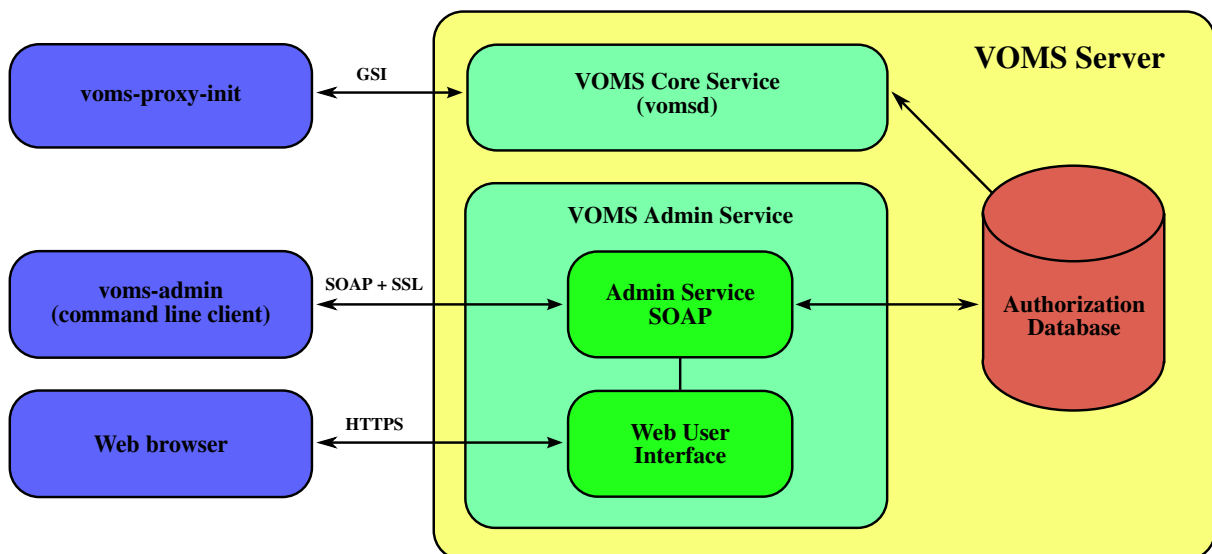 VOMS Server
voms-proxy-init
GSI
VOMS Core Service
(vomsd)
VOMS Admin Service
voms-admin
(command line client)
SOAP + SSL
Admin Service
SOAP
Authorization
Database
Web browser
HTTPS
Web User
Interface